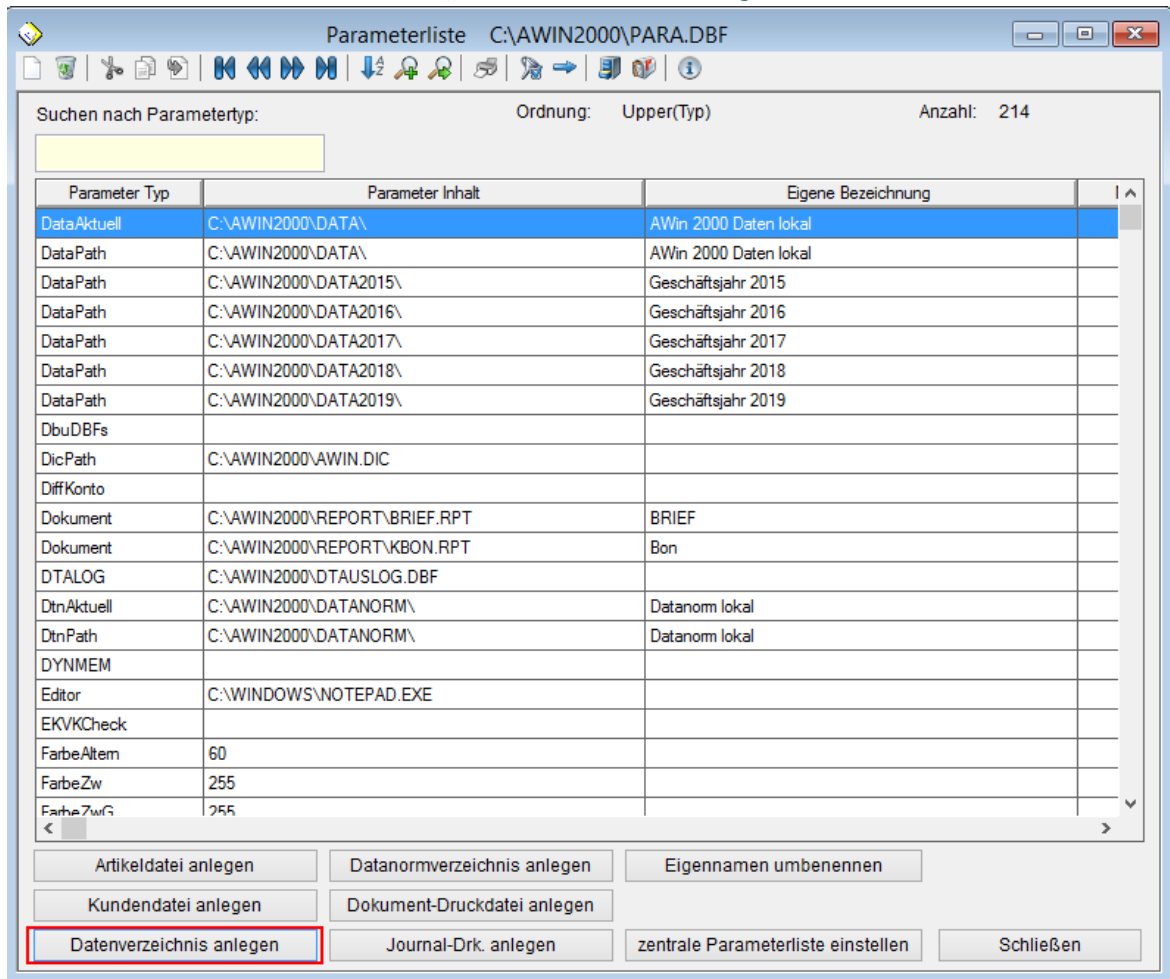 Parameterliste C:\AWIN2000\PARA.DBF
Suchen nach Parametertyp: Ordnung: Upper(Typ) Anzahl: 214
Parameter Typ Parameter Inhalt Eigene Bezeichnung
DataAktuell C:\AWIN2000\DATA\ AWin 2000 Daten lokal
DataPath C:\AWIN2000\DATA\ AWin 2000 Daten lokal
DataPath C:\AWIN2000\DATA2015\ Geschäftsjahr 2015
DataPath C:\AWIN2000\DATA2016\ Geschäftsjahr 2016
DataPath C:\AWIN2000\DATA2017\ Geschäftsjahr 2017
DataPath C:\AWIN2000\DATA2018\ Geschäftsjahr 2018
DataPath C:\AWIN2000\DATA2019\ Geschäftsjahr 2019
DbuDBFs
DicPath C:\AWIN2000\AWIN.DIC
DiffKonto
Dokument C:\AWIN2000\REPORT\BRIEF.RPT BRIEF
Dokument C:\AWIN2000\REPORT\KBON.RPT Bon
DTALOG C:\AWIN2000\DTAUSLOG.DBF
DtnAktuell C:\AWIN2000\DATANORM\ Datanorm lokal
DtnPath C:\AWIN2000\DATANORM\ Datanorm lokal
DYNMEM
Editor C:\WINDOWS\NOTEPAD.EXE
EKVKCheck
FarbeAltern 60
FarbeZw 255
FarbeZwG 255
Artikeldatei anlegen Datanormverzeichnis anlegen Eigennamen umbenennen
Kundendatei anlegen Dokument-Druckdatei anlegen
Datenverzeichnis anlegen Journal-Drk. anlegen zentrale Parameterliste einstellen Schließen